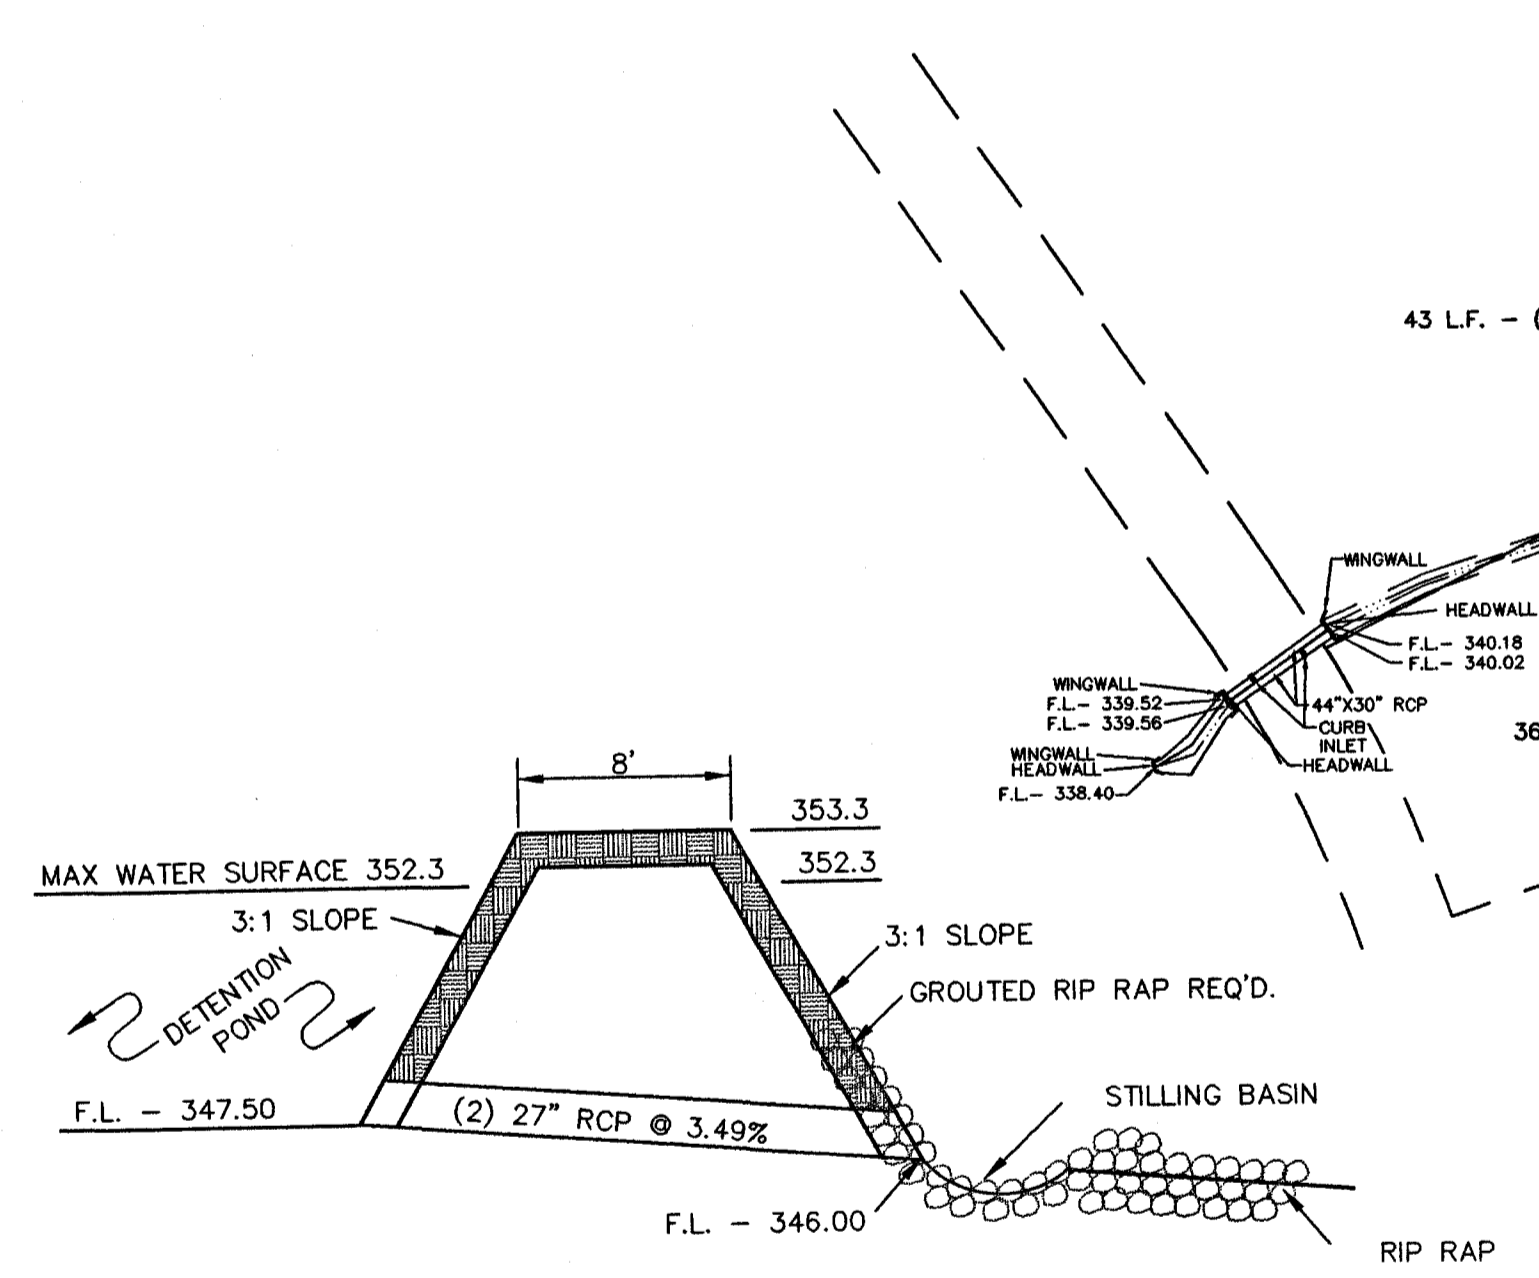 43 L.F. – (
WINGWALL
HEADWALL
F.L.– 340.18
F.L.– 340.02
WINGWALL
F.L.– 339.52
F.L.– 339.56
44"X30" RCP
CURB
INLET
HEADWALL
36
WINGWALL
HEADWALL
F.L.– 338.40
8'
353.3
352.3
MAX WATER SURFACE 352.3
3:1 SLOPE
3:1 SLOPE
DETENTION
POND
GROUTED RIP RAP REQ'D.
F.L. – 347.50
(2) 27" RCP @ 3.49%
STILLING BASIN
F.L. – 346.00
RIP RAP